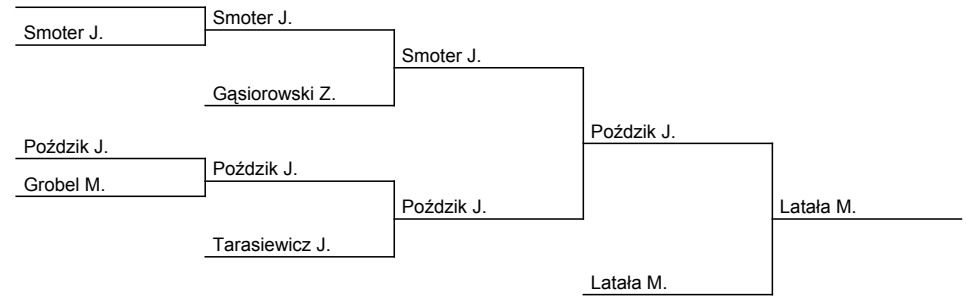 Smoter J.
Smoter J.
Gąsiorowski Z.
Smoter J.
Poździk J.
Grobel M.
Poździk J.
Tarasiewicz J.
Poździk J.
Poździk J.
Latała M.
Latała M.